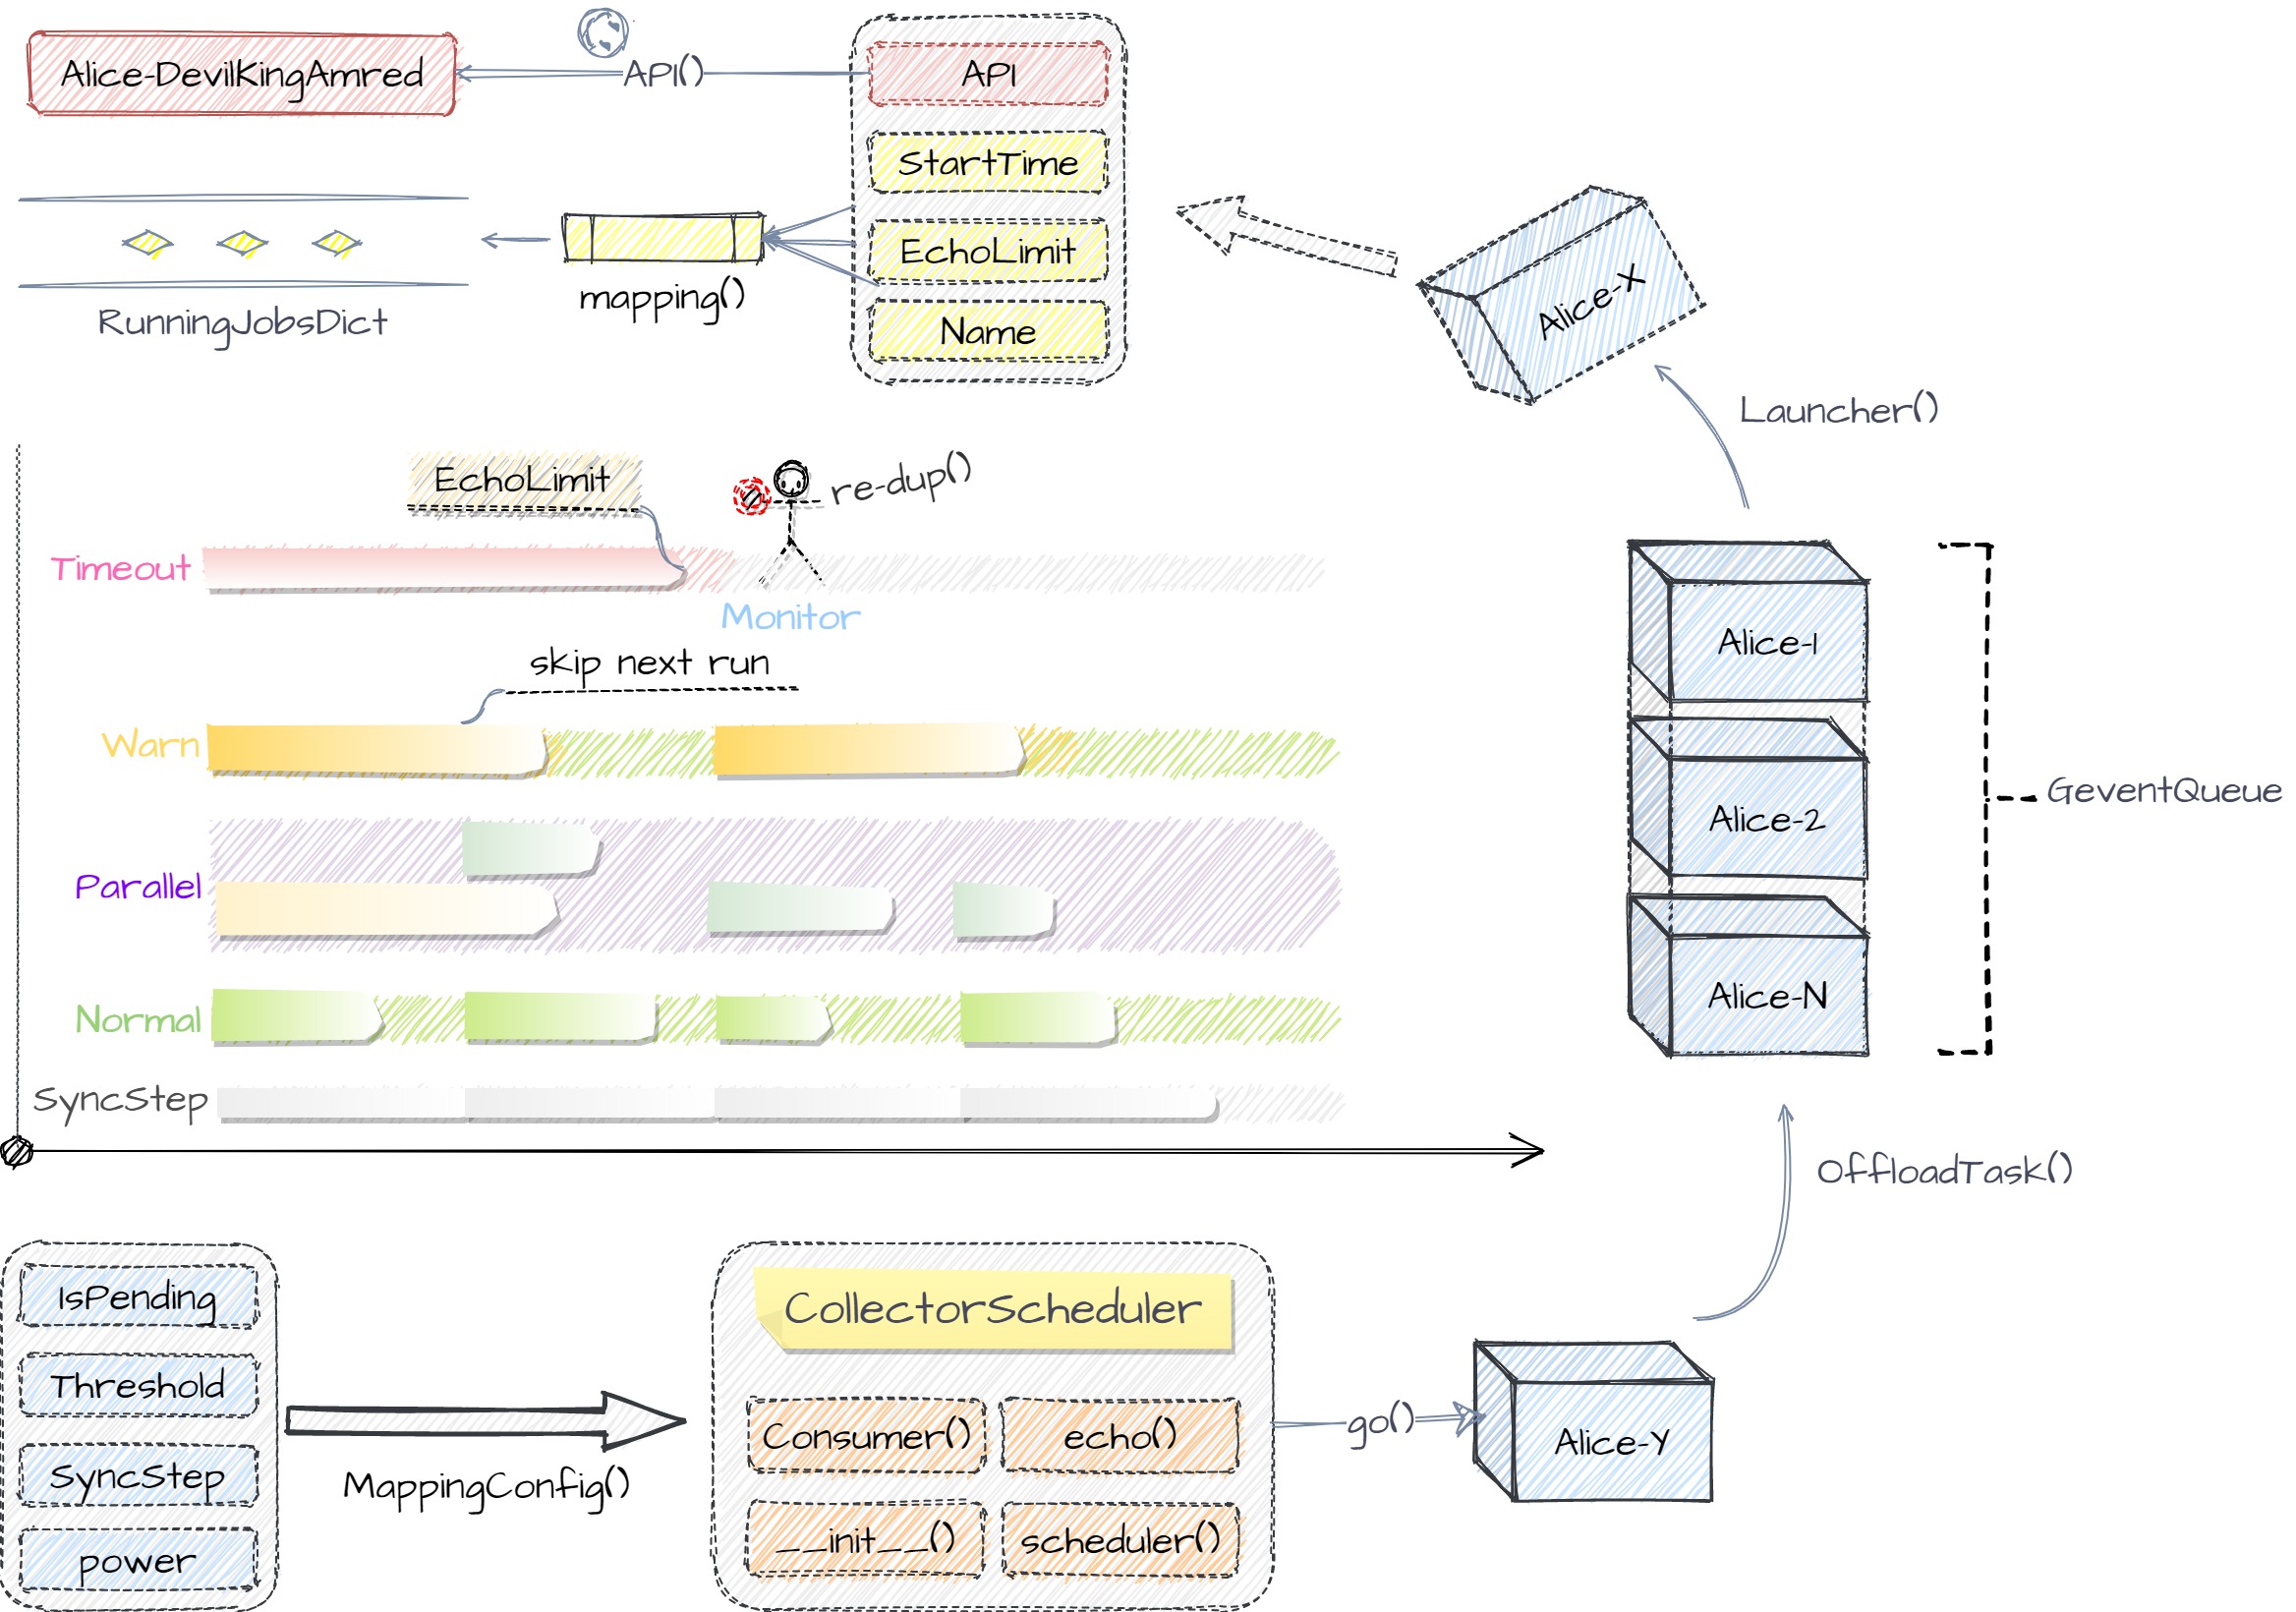 Alice-DevilKingAmred
API()
API
StartTime
EchoLimit
Name
mapping()
RunningJobsDict
Alice-X
Launcher()
EchoLimit
re-dup()
Timeout
Monitor
skip next run
Warn
Parallel
Normal
SyncStep
Alice-1
Alice-2
Alice-N
GeventQueue
OffloadTask()
IsPending
Threshold
SyncStep
power
MappingConfig()
CollectorScheduler
Consumer()
echo()
__init__()
scheduler()
go()
Alice-Y